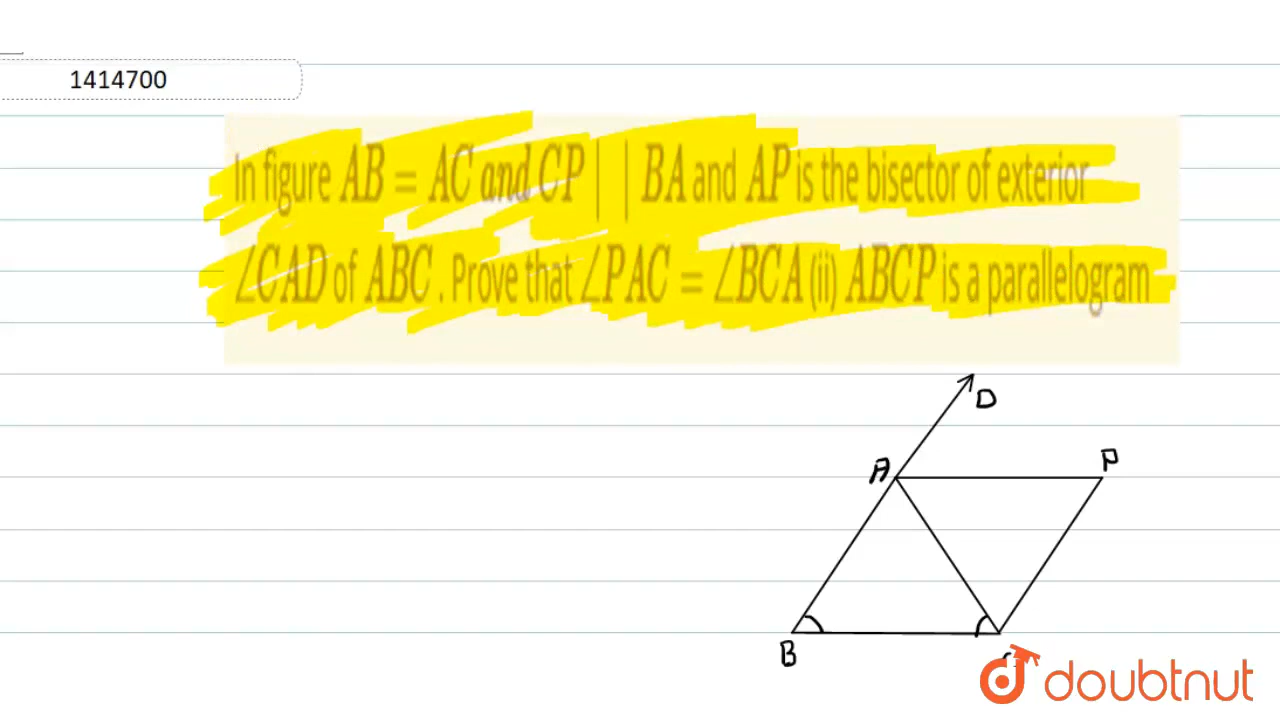 1414700
In figure AB = AC and CP | | BA and AP is the bisector of exterior
∠CAD of ABC . Prove that ∠PAC = ∠BCA (ii) ABCP is a parallelogram
D
A
P
B
doubtnut